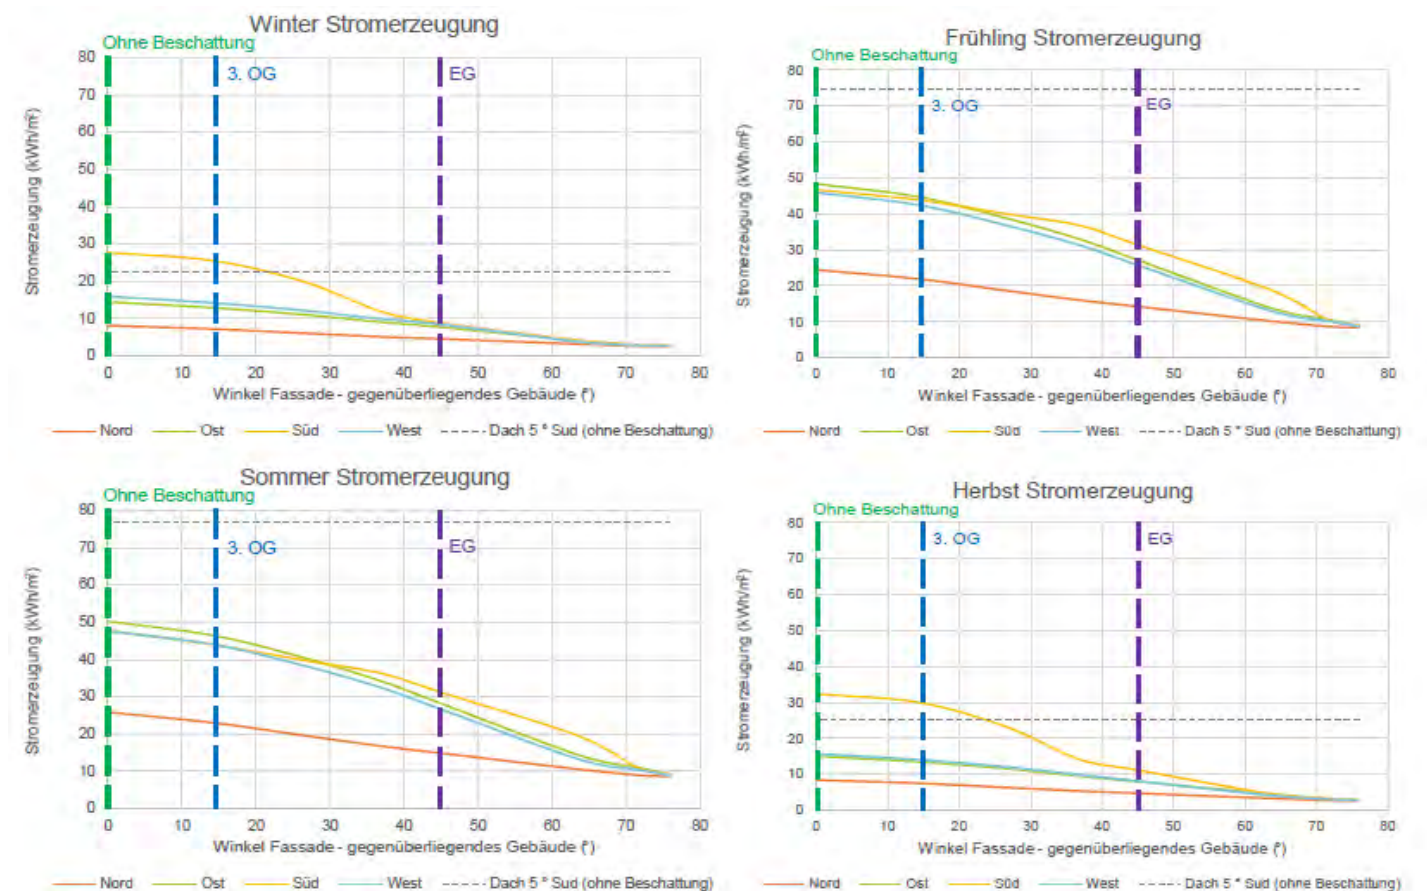 Winter Stromerzeugung
Ohne Beschattung
3. OG
EG
Stromerzeugung (kWh/m²)
80
70
60
50
40
30
20
10
0
0 10 20 30 40 50 60 70 80
Winkel Fassade - gegenüberliegendes Gebäude (°)
Nord Ost Süd West Dach 5 ° Sud (ohne Beschattung)
Frühling Stromerzeugung
Ohne Beschattung
3. OG
EG
Stromerzeugung (kWh/m²)
80
70
60
50
40
30
20
10
0
0 10 20 30 40 50 60 70 80
Winkel Fassade - gegenüberliegendes Gebäude (°)
Nord Ost Süd West Dach 5 ° Sud (ohne Beschattung)
Sommer Stromerzeugung
Ohne Beschattung
3. OG
EG
Stromerzeugung (kWh/m²)
80
70
60
50
40
30
20
10
0
0 10 20 30 40 50 60 70 80
Winkel Fassade - gegenüberliegendes Gebäude (°)
Nord Ost Süd West Dach 5 ° Sud (ohne Beschattung)
Herbst Stromerzeugung
Ohne Beschattung
3. OG
EG
Stromerzeugung (kWh/m²)
80
70
60
50
40
30
20
10
0
0 10 20 30 40 50 60 70 80
Winkel Fassade - gegenüberliegendes Gebäude (°)
Nord Ost Süd West Dach 5 ° Sud (ohne Beschattung)